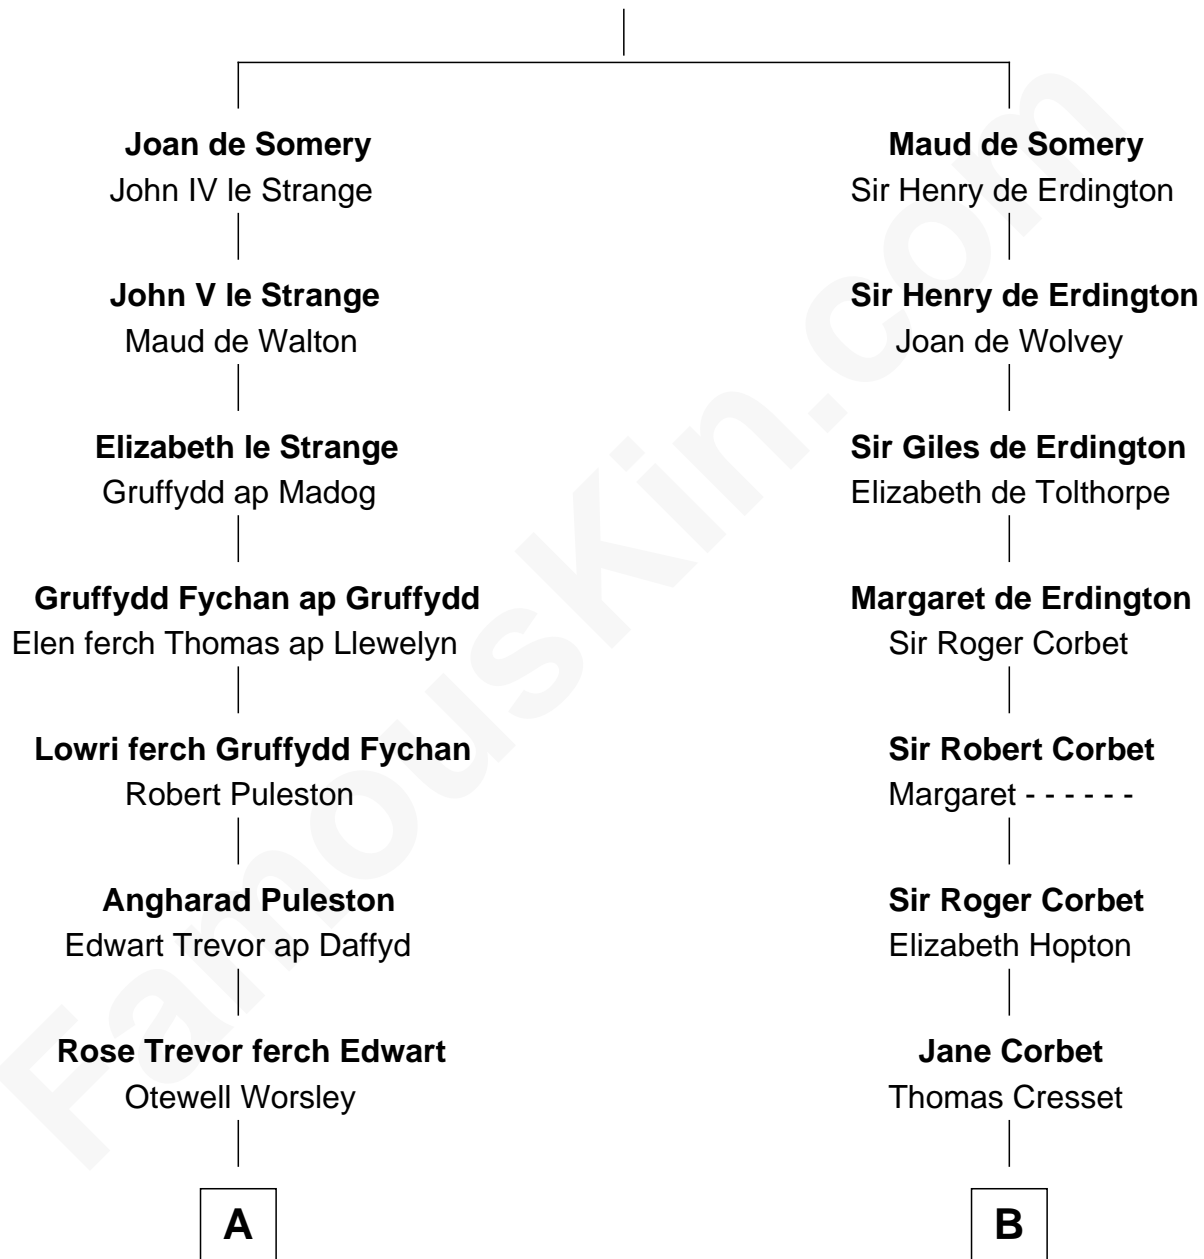 Joan de Somery
John IV le Strange
John V le Strange
Maud de Walton
Elizabeth le Strange
Gruffydd ap Madog
Gruffydd Fychan ap Gruffydd
Elen ferch Thomas ap Llewelyn
Lowri ferch Gruffydd Fychan
Robert Puleston
Angharad Puleston
Edwart Trevor ap Daffyd
Rose Trevor ferch Edwart
Otewell Worsley
A
Maud de Somery
Sir Henry de Erdington
Sir Henry de Erdington
Joan de Wolvey
Sir Giles de Erdington
Elizabeth de Tolthorpe
Margaret de Erdington
Sir Roger Corbet
Sir Robert Corbet
Margaret - - - - - -
Sir Roger Corbet
Elizabeth Hopton
Jane Corbet
Thomas Cresset
B
FamousKin.com